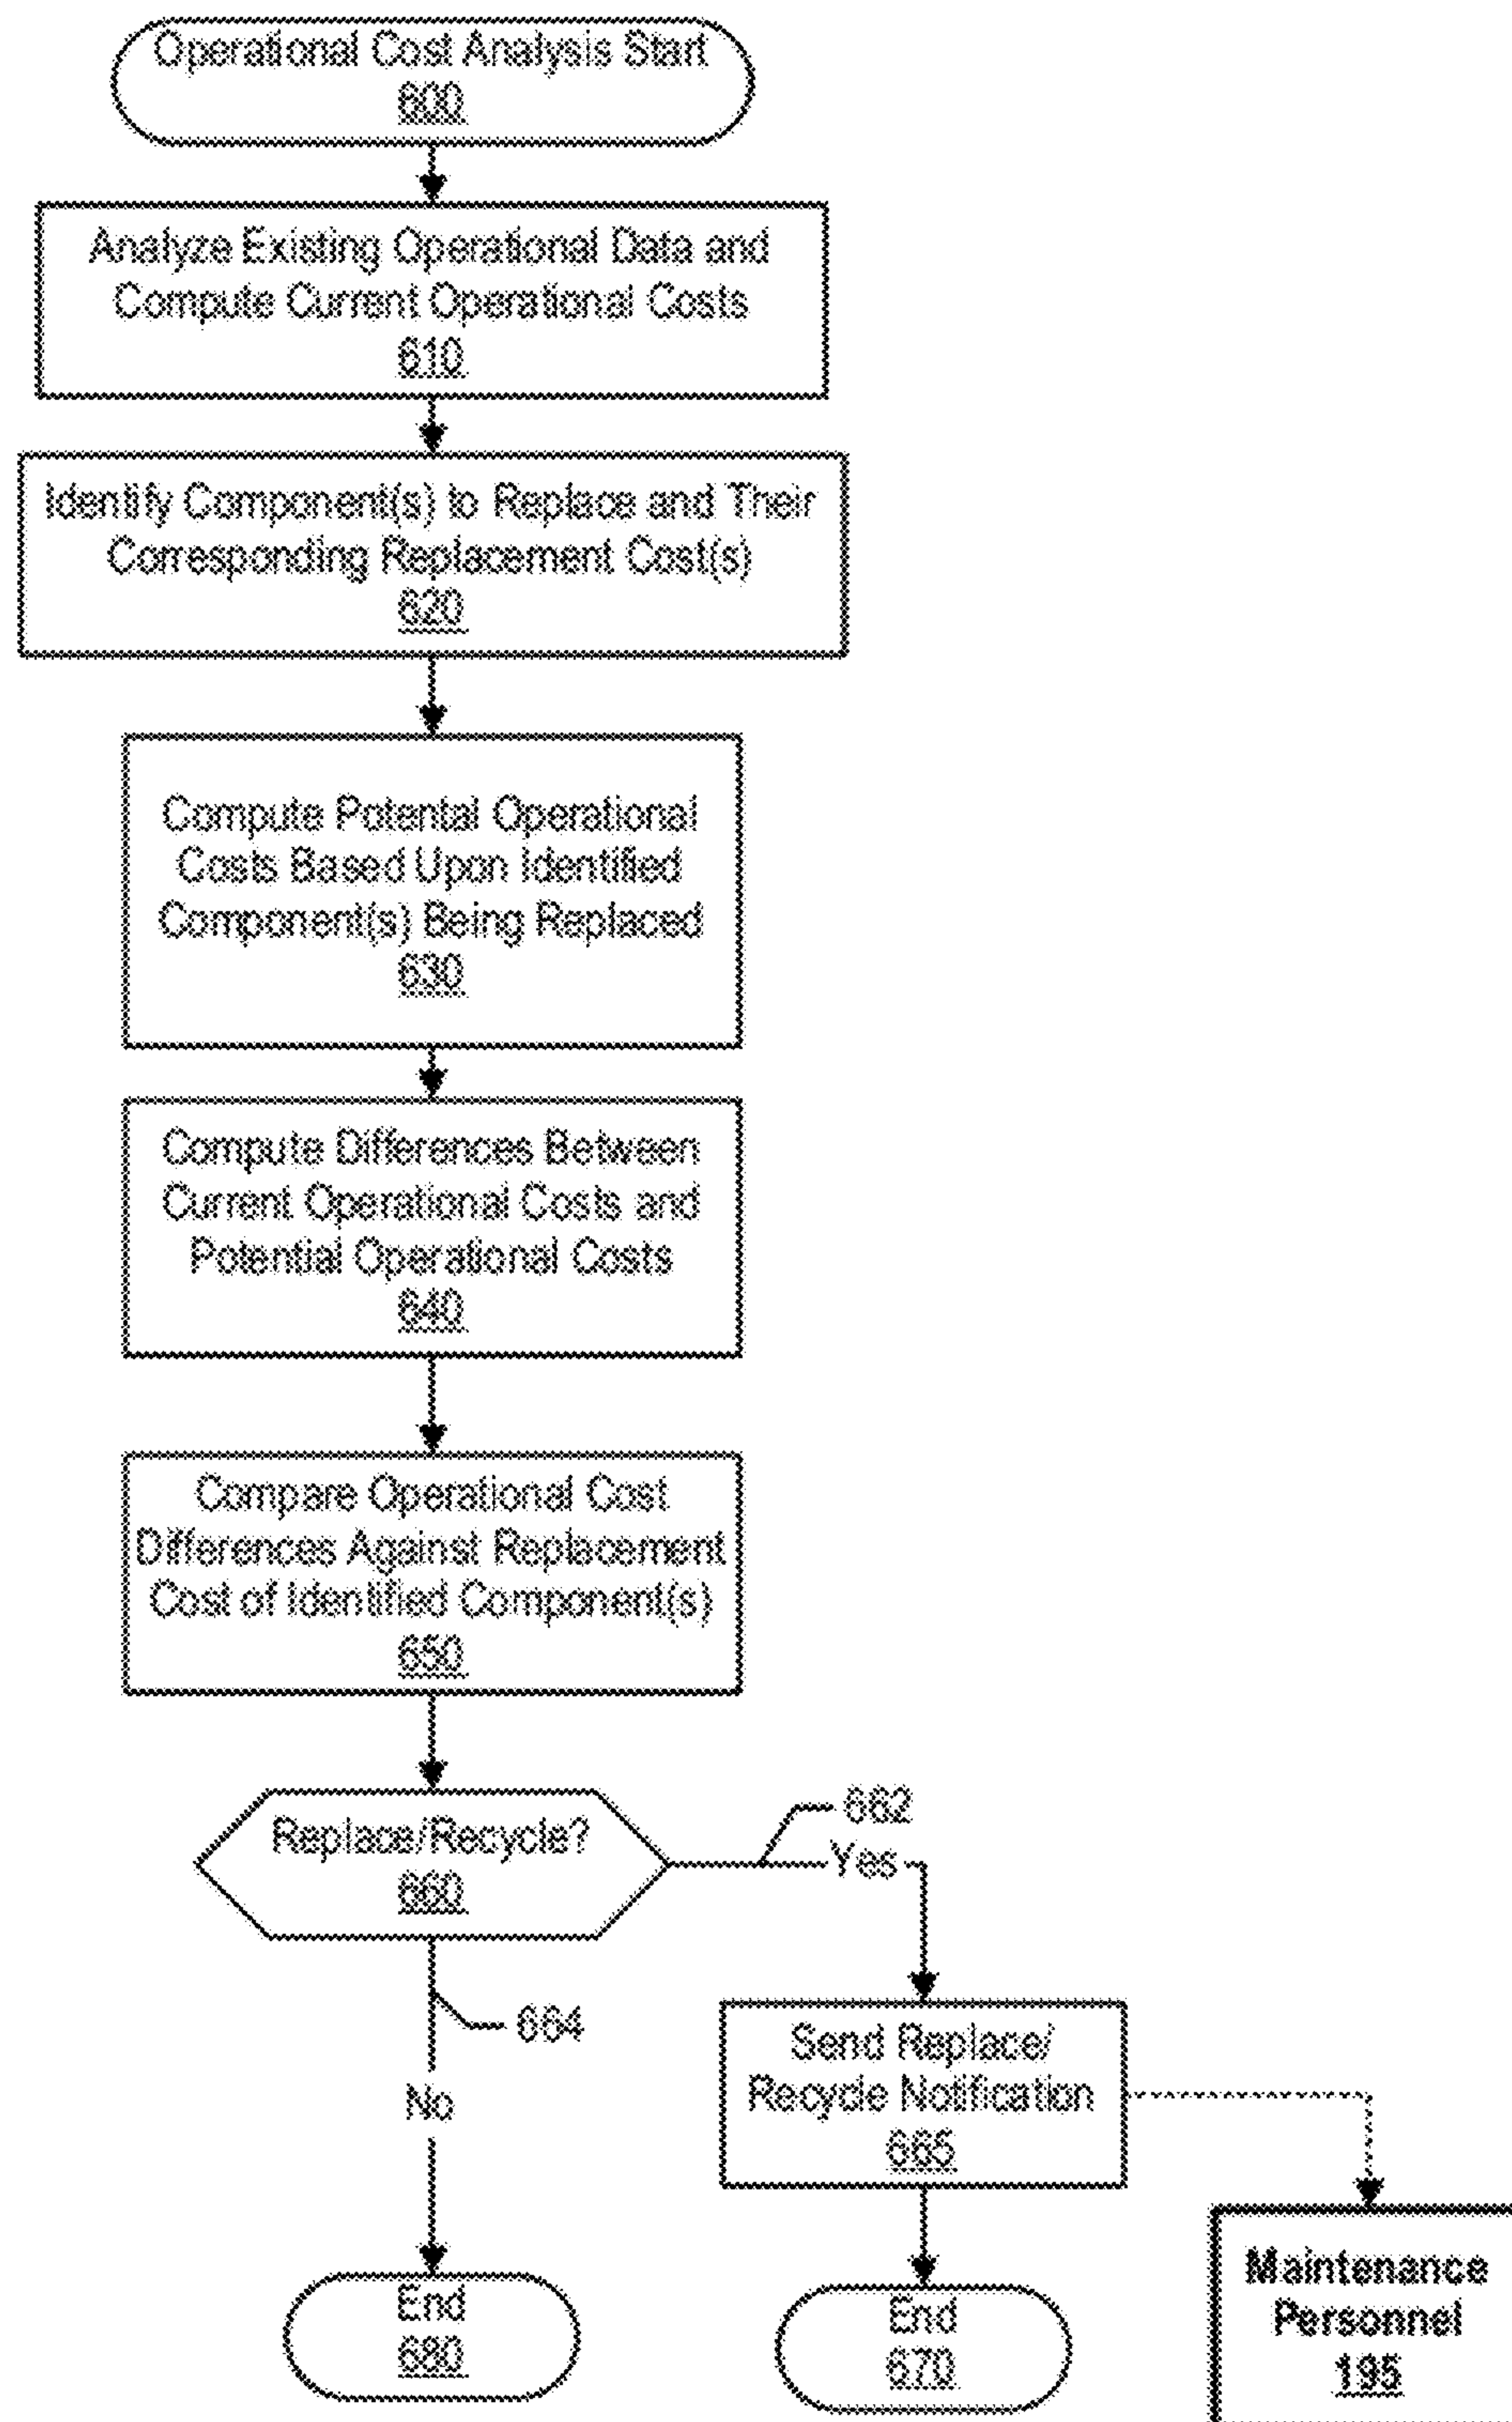 Operational Cost Analysis Start
600
Analyze Existing Operational Data and
Compute Current Operational Costs
610
Identify Component(s) to Replace and Their
Corresponding Replacement Cost(s)
620
Compute Potental Operational
Costs Based Upon Identified
Component(s) Being Replaced
630
Compute Differences Between
Current Operational Costs and
Potential Operational Costs
640
Compare Operational Cost
Differences Against Replacement
Cost of Identified Component(s)
650
Replace/Recycle?
660
662
Yes
664
No
Send Replace/
Recycle Notification
665
End
680
End
670
Maintenance
Personnel
195